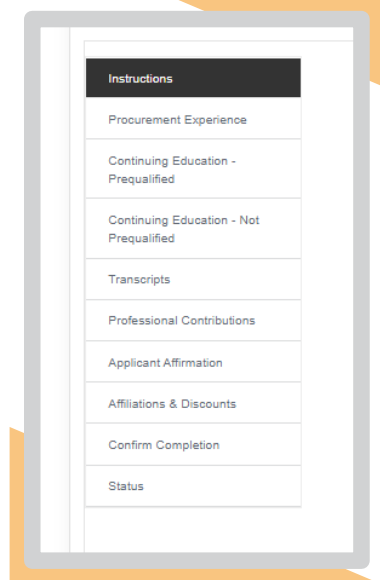 Instructions
Procurement Experience
Continuing Education -
Prequalified
Continuing Education - Not
Prequalified
Transcripts
Professional Contributions
Applicant Affirmation
Affiliations & Discounts
Confirm Completion
Status